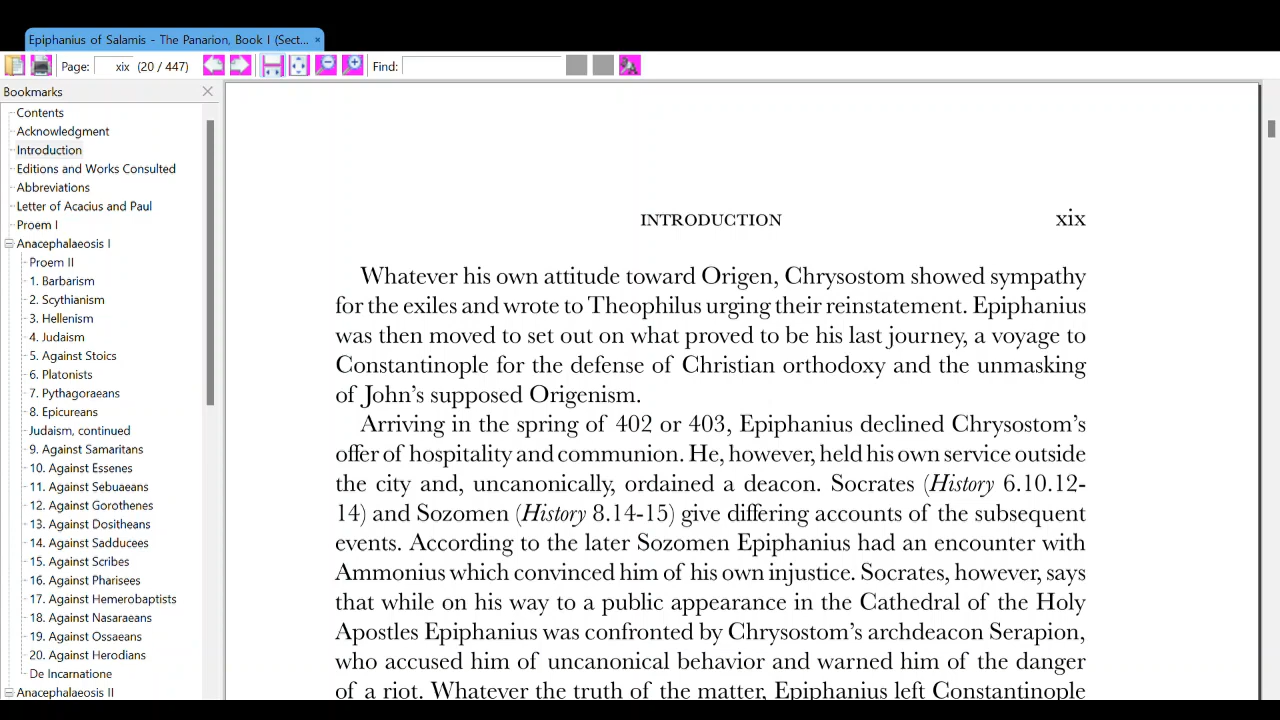 Epiphanius of Salamis - The Panarion, Book I (Sect... ×
Page: xix (20 / 447) Find:
Bookmarks
Contents
Acknowledgment
Introduction
Editions and Works Consulted
Abbreviations
Letter of Acacius and Paul
Proem I
Anacephalaeosis I
Proem II
1. Barbarism
2. Scythianism
3. Hellenism
4. Judaism
5. Against Stoics
6. Platonists
7. Pythagoraeans
8. Epicureans
Judaism, continued
9. Against Samaritans
10. Against Essenes
11. Against Sebuaeans
12. Against Gorothenes
13. Against Dositheans
14. Against Sadducees
15. Against Scribes
16. Against Pharisees
17. Against Hemerobaptists
18. Against Nasaraeans
19. Against Ossaeans
20. Against Herodians
De Incarnatione
Anacephalaeosis II
INTRODUCTION xix
Whatever his own attitude toward Origen, Chrysostom showed sympathy
for the exiles and wrote to Theophilus urging their reinstatement. Epiphanius
was then moved to set out on what proved to be his last journey, a voyage to
Constantinople for the defense of Christian orthodoxy and the unmasking
of John's supposed Origenism.
Arriving in the spring of 402 or 403, Epiphanius declined Chrysostom's
offer of hospitality and communion. He, however, held his own service outside
the city and, uncanonically, ordained a deacon. Socrates (History 6.10.12-
14) and Sozomen (History 8.14-15) give differing accounts of the subsequent
events. According to the later Sozomen Epiphanius had an encounter with
Ammonius which convinced him of his own injustice. Socrates, however, says
that while on his way to a public appearance in the Cathedral of the Holy
Apostles Epiphanius was confronted by Chrysostom's archdeacon Serapion,
who accused him of uncanonical behavior and warned him of the danger
of a riot. Whatever the truth of the matter, Epiphanius left Constantinople